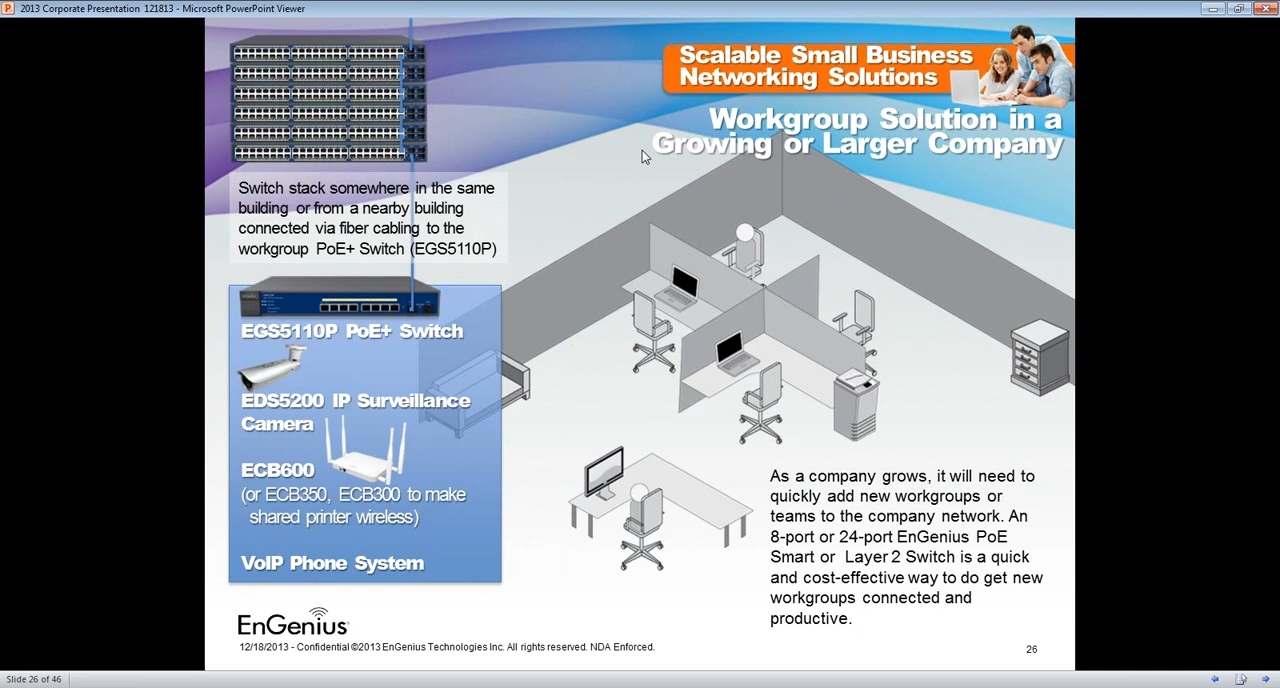 2013 Corporate Presentation 121813 - Microsoft PowerPoint Viewer
Scalable Small Business
Networking Solutions
Workgroup Solution in a
Growing or Larger Company
Switch stack somewhere in the same
building or from a nearby building
connected via fiber cabling to the
workgroup PoE+ Switch (EGS5110P)
EGS5110P PoE+ Switch
EDS5200 IP Surveillance
Camera
ECB600
(or ECB350, ECB300 to make
shared printer wireless)
VoIP Phone System
As a company grows, it will need to
quickly add new workgroups or
teams to the company network. An
8-port or 24-port EnGenius PoE
Smart or Layer 2 Switch is a quick
and cost-effective way to do get new
workgroups connected and
productive.
EnGenius
12/18/2013 - Confidential ©2013 EnGenius Technologies Inc. All rights reserved. NDA Enforced.
26
Slide 26 of 46